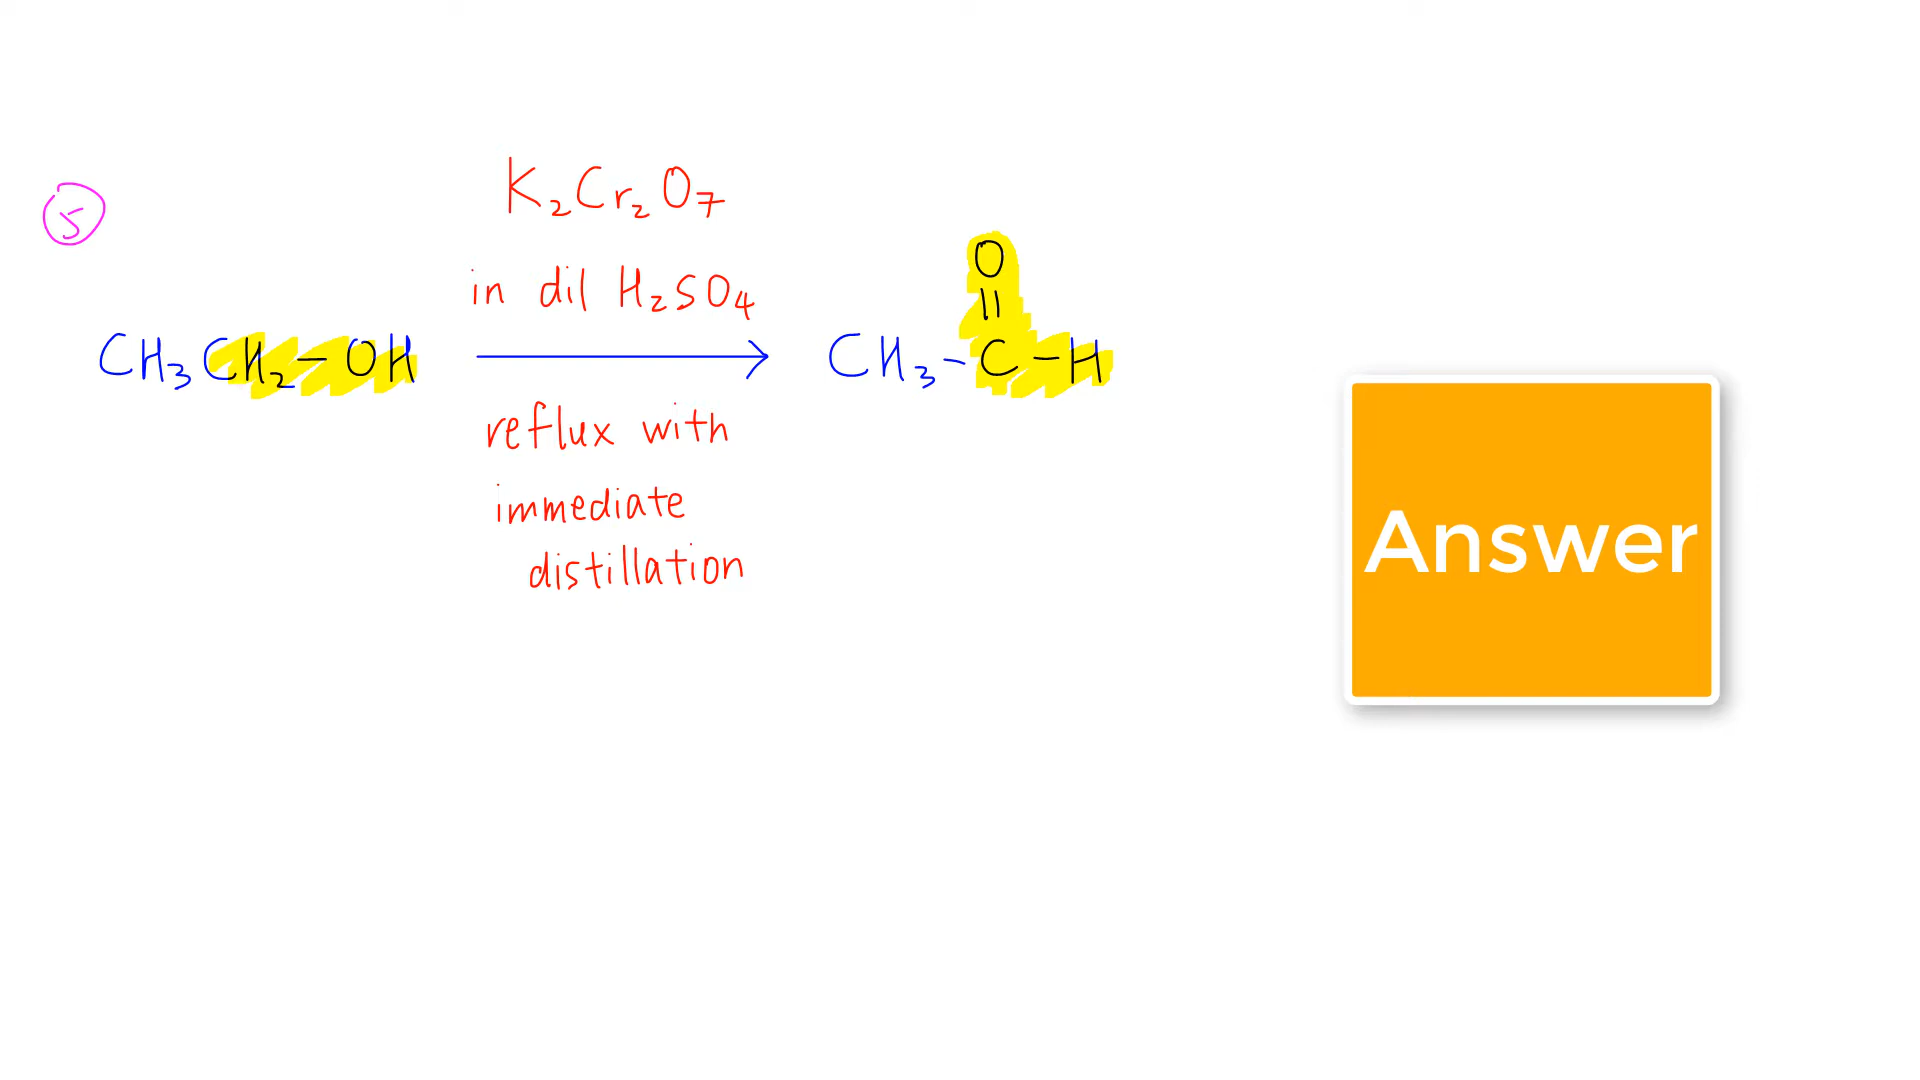 5
K₂Cr₂O₇
in dil H₂SO₄
O
CH₃CH₂-OH
CH₃-C-H
reflux with
immediate
distillation
Answer